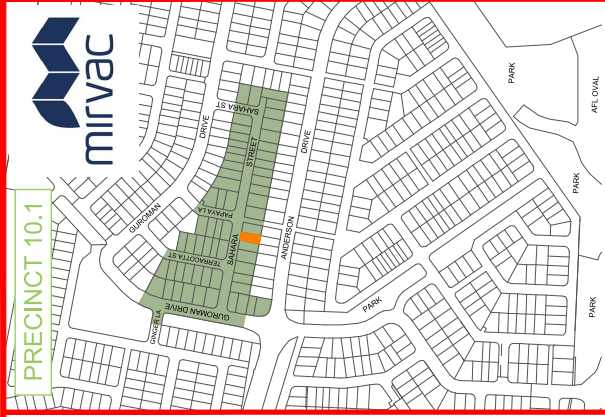 mirvac
PRECINCT 10.1
SAHARA ST
STREET
DRIVE
DRIVE
PARK
AFL OVAL
PARK
PAPAYA LA
GUROMAN
SAHARA
ANDERSON
TERRACOTTA ST
GUROMAN DRIVE
GINGER LA
PARK
PARK